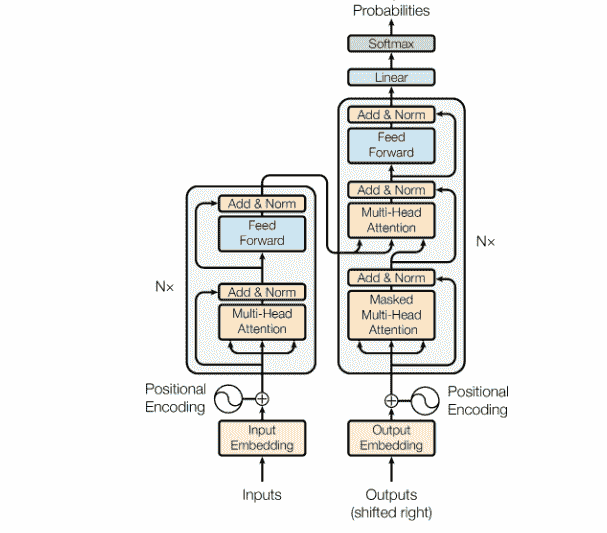 Probabilities
Softmax
Linear
Add & Norm
Feed
Forward
Add & Norm
Multi-Head
Attention
Add & Norm
Masked
Multi-Head
Attention
N×
Positional
Encoding
Output
Embedding
Outputs
(shifted right)
Add & Norm
Feed
Forward
Add & Norm
Multi-Head
Attention
N×
Positional
Encoding
Input
Embedding
Inputs